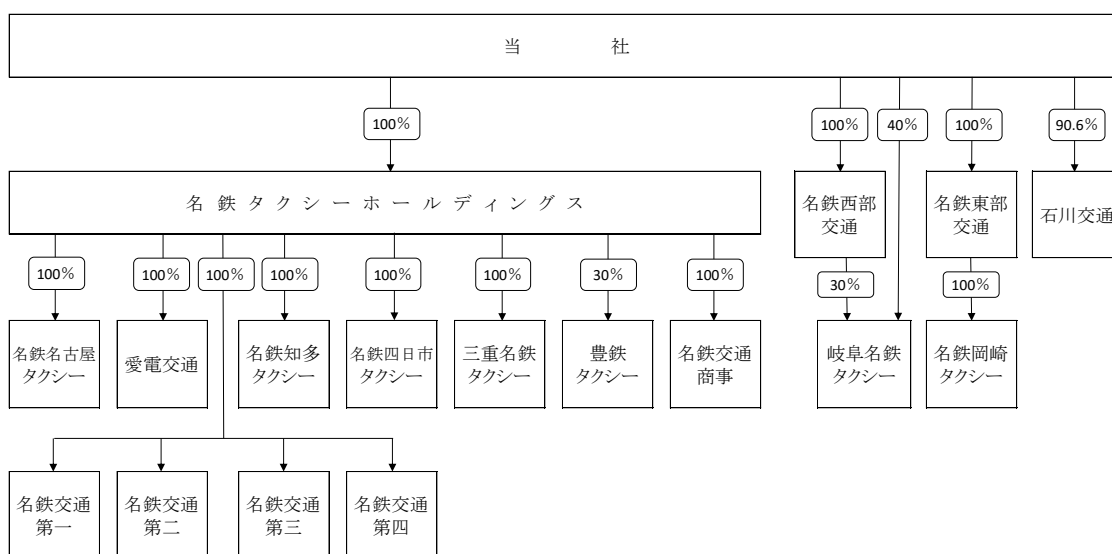 当　　　社
100%
100%
40%
100%
90.6%
名鉄タクシーホールディングス
名鉄西部
交通
名鉄東部
交通
石川交通
100%
100%
100%
100%
100%
100%
30%
100%
30%
100%
名鉄名古屋
タクシー
愛電交通
名鉄知多
タクシー
名鉄四日市
タクシー
三重名鉄
タクシー
豊鉄
タクシー
名鉄交通
商事
岐阜名鉄
タクシー
名鉄岡崎
タクシー
名鉄交通
第一
名鉄交通
第二
名鉄交通
第三
名鉄交通
第四